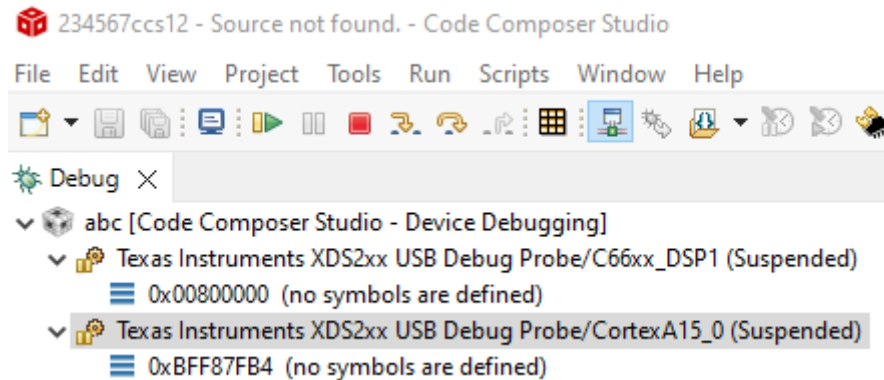 234567ccs12 - Source not found. - Code Composer Studio
File Edit View Project Tools Run Scripts Window Help
Debug
abc [Code Composer Studio - Device Debugging]
Texas Instruments XDS2xx USB Debug Probe/C66xx_DSP1 (Suspended)
0x00800000 (no symbols are defined)
Texas Instruments XDS2xx USB Debug Probe/CortexA15_0 (Suspended)
0xBFF87FB4 (no symbols are defined)